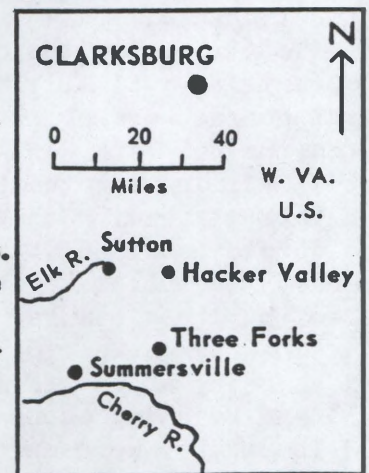 N
CLARKSBURG
0 20 40
Miles
W. VA.
U.S.
Sutton
Elk R.
Hacker Valley
Three Forks
Summersville
Cherry R.